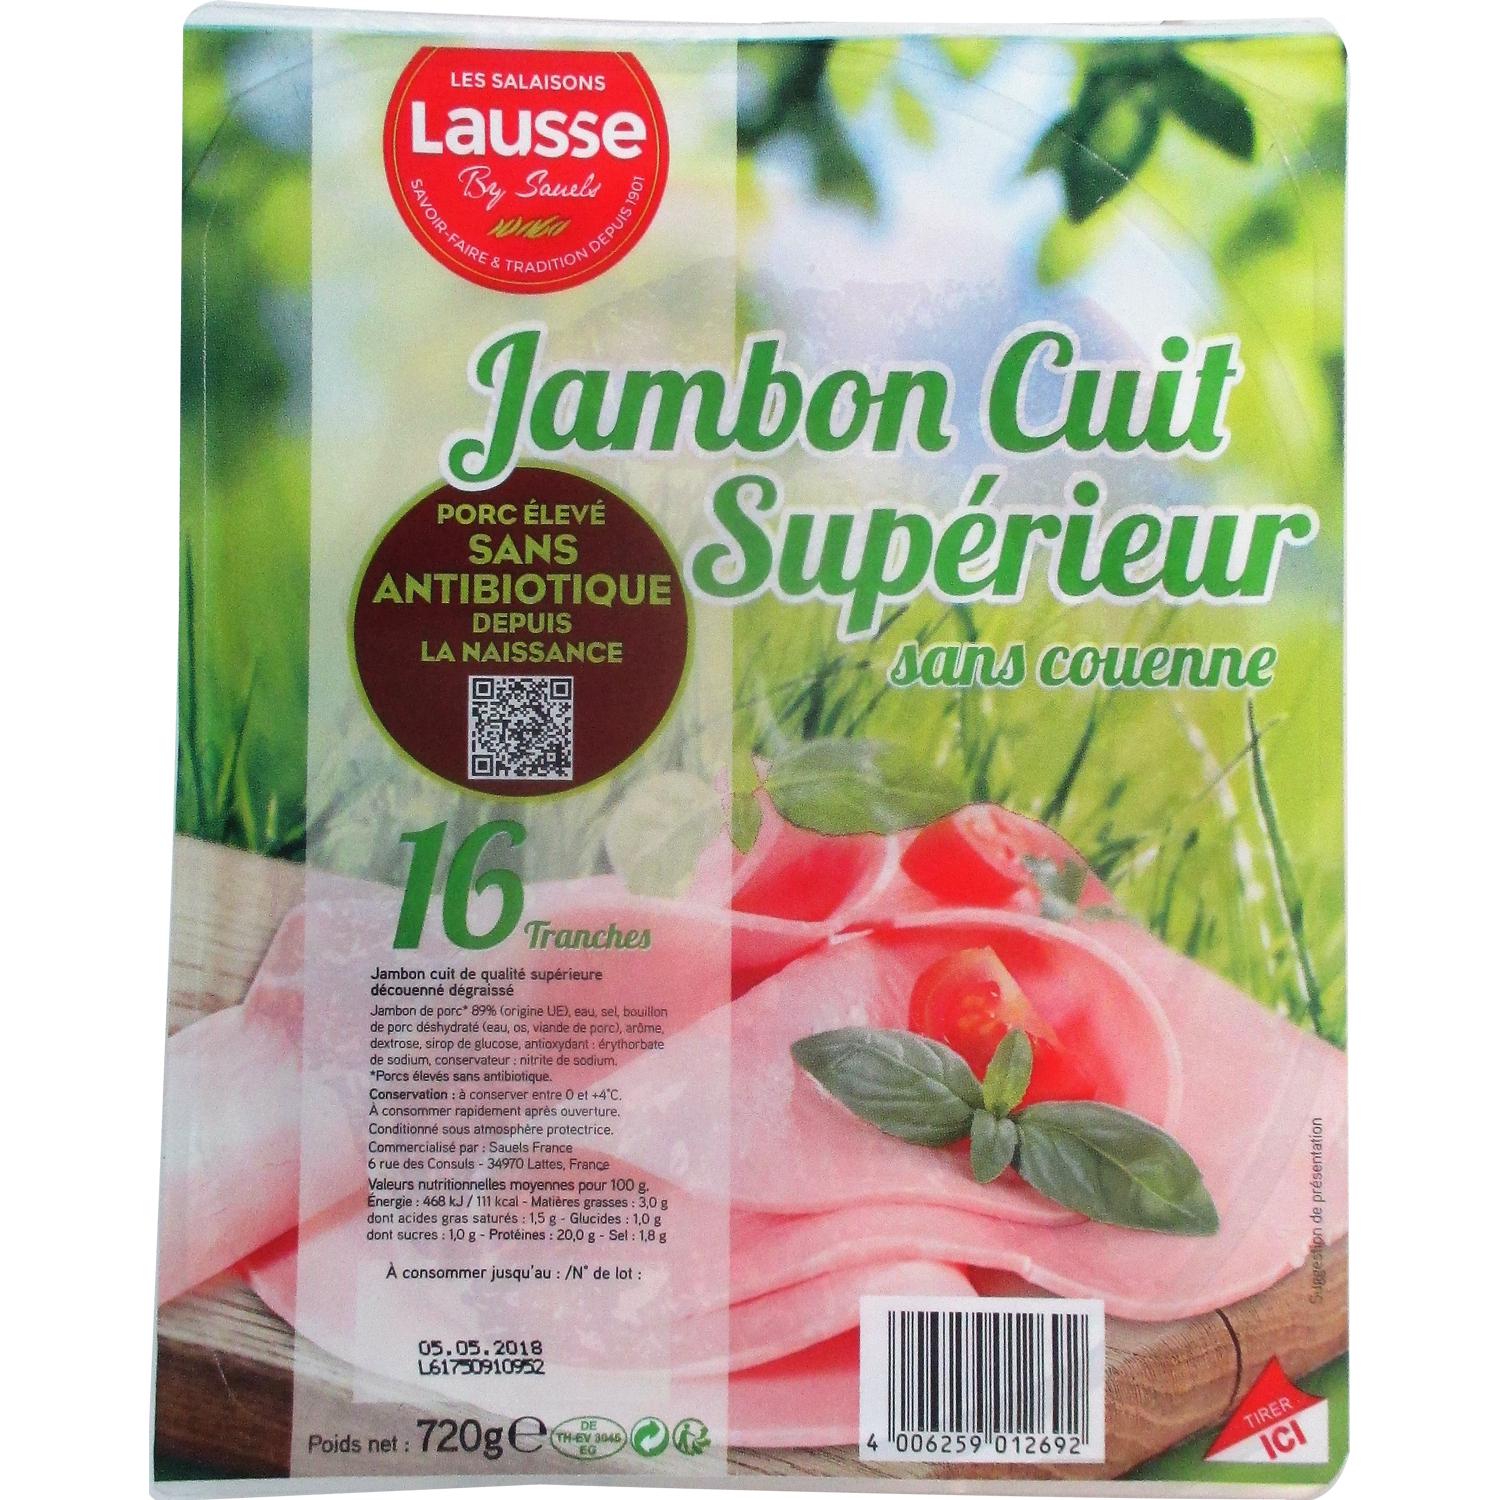 LES SALAISONS
Lausse
By Sauels
SAVOIR-FAIRE & TRADITION DEPUIS 1901
Jambon Cuit
Supérieur
sans couenne
PORC ÉLEVÉ
SANS
ANTIBIOTIQUE
DEPUIS
LA NAISSANCE
16 Tranches
Jambon cuit de qualité supérieure
découenné dégraissé
Jambon de porc* 89% (origine UE), eau, sel, bouillon
de porc déshydraté (eau, os, viande de porc), arôme,
dextrose, sirop de glucose, antioxydant : érythorbate
de sodium, conservateur : nitrite de sodium.
*Porcs élevés sans antibiotique.
Conservation : à conserver entre 0 et +4°C.
À consommer rapidement après ouverture.
Conditionné sous atmosphère protectrice.
Commercialisé par : Sauels France
6 rue des Consuls - 34970 Lattes, France
Valeurs nutritionnelles moyennes pour 100 g,
Énergie : 468 kJ / 111 kcal - Matières grasses : 3,0 g
dont acides gras saturés : 1,5 g - Glucides : 1,0 g
dont sucres : 1,0 g - Protéines : 20,0 g - Sel : 1,8 g
À consommer jusqu'au : /N° de lot :
05.05.2018
L61750910952
Poids net : 720g e
DE
TH-EV 3045
EG
4 006259 012692
TIRER
ICI
Suggestion de présentation